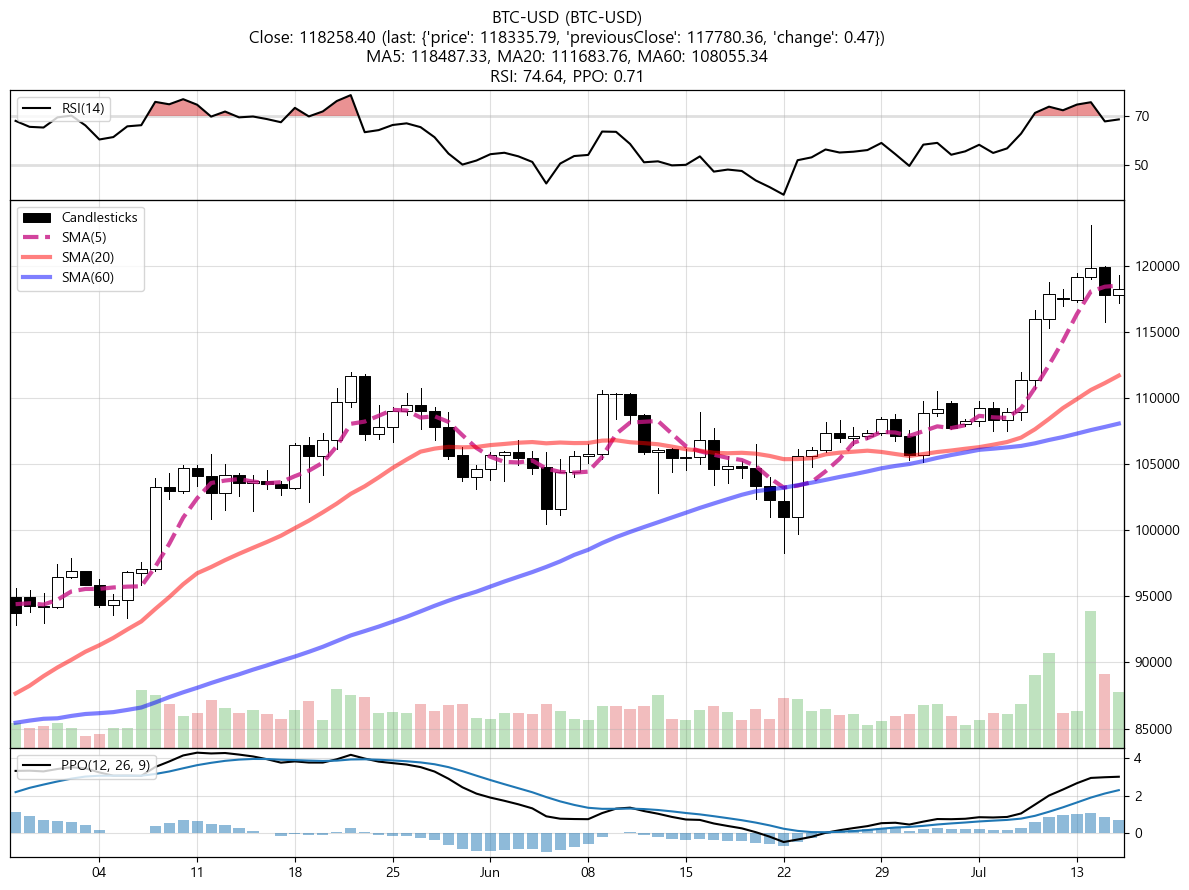 BTC-USD (BTC-USD)
Close: 118258.40 (last: {'price': 118335.79, 'previousClose': 117780.36, 'change': 0.47})
MA5: 118487.33, MA20: 111683.76, MA60: 108055.34
RSI: 74.64, PPO: 0.71
RSI(14)
70
50
Candlesticks
SMA(5)
SMA(20)
SMA(60)
120000
115000
110000
105000
100000
95000
90000
85000
PPO(12, 26, 9)
4
2
0
04 11 18 25 Jun 08 15 22 29 Jul 13